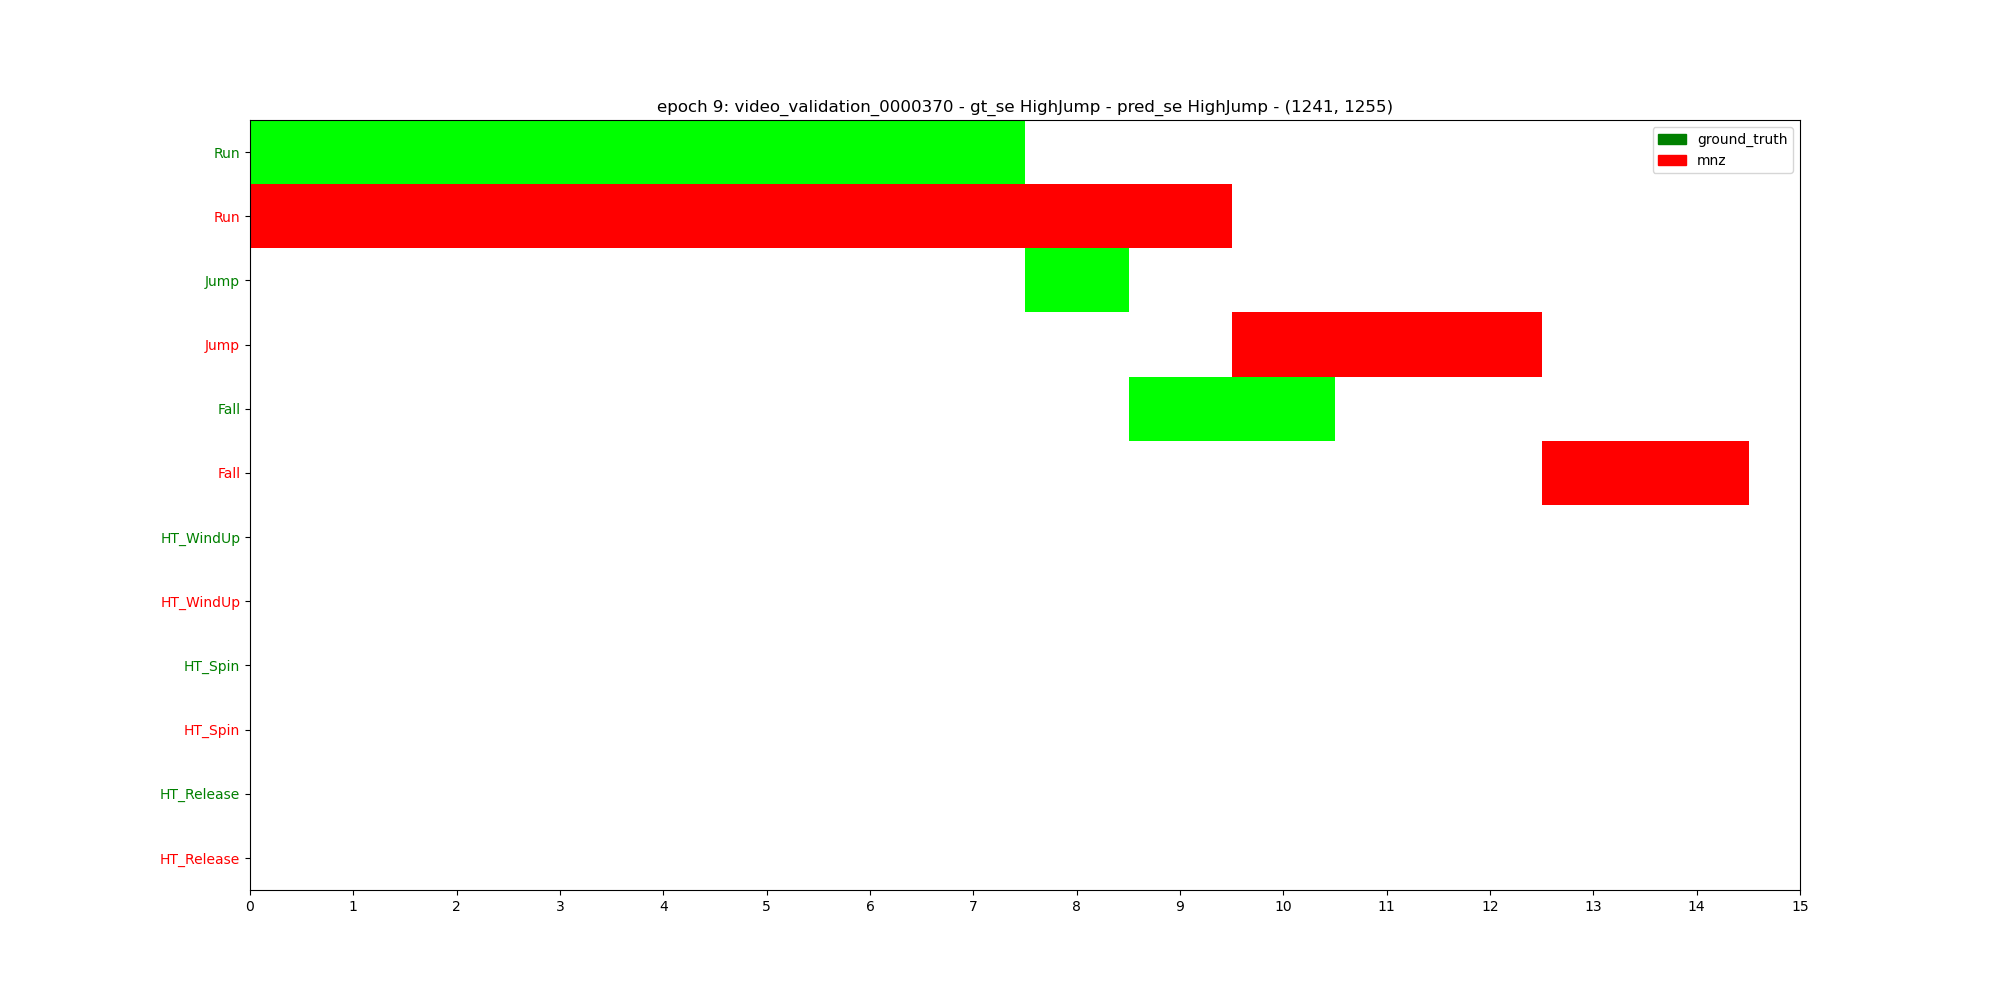 epoch 9: video_validation_0000370 - gt_se HighJump - pred_se HighJump - (1241, 1255)
ground_truth
mnz
Run
Run
Jump
Jump
Fall
Fall
HT_WindUp
HT_WindUp
HT_Spin
HT_Spin
HT_Release
HT_Release
0 1 2 3 4 5 6 7 8 9 10 11 12 13 14 15